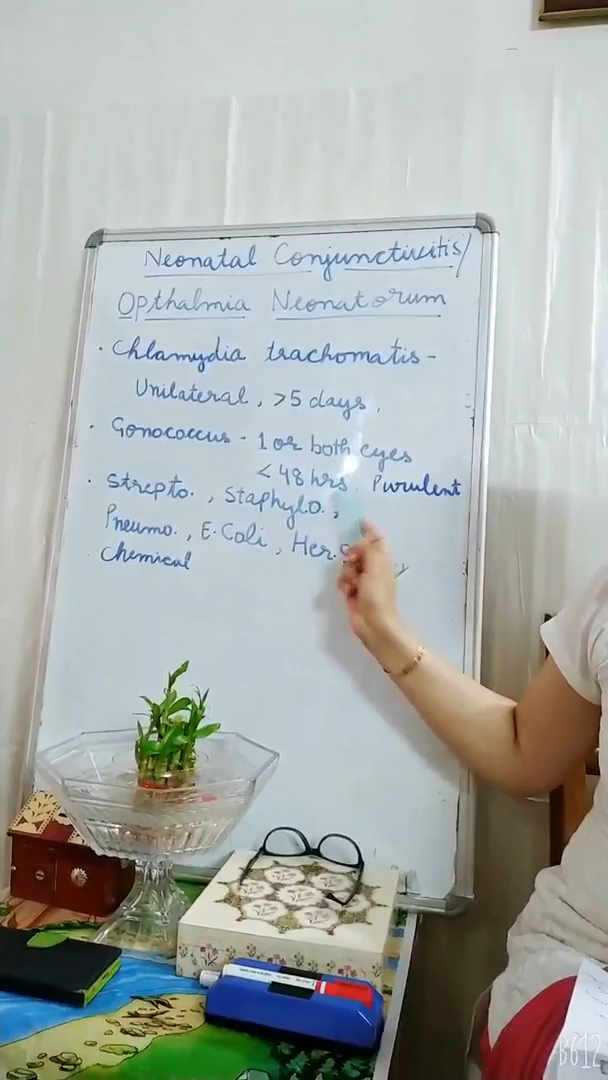 Neonatal Conjunctivitis/
Opthalmia Neonatorum
· Chlamydia trachomatis -
Unilateral, >5 days,
· Gonococcus - 1 or both eyes
<48 hrs. Purulent
· Strepto., Staphylo.,
Pneumo., E. Coli, Her
· Chemical
B612